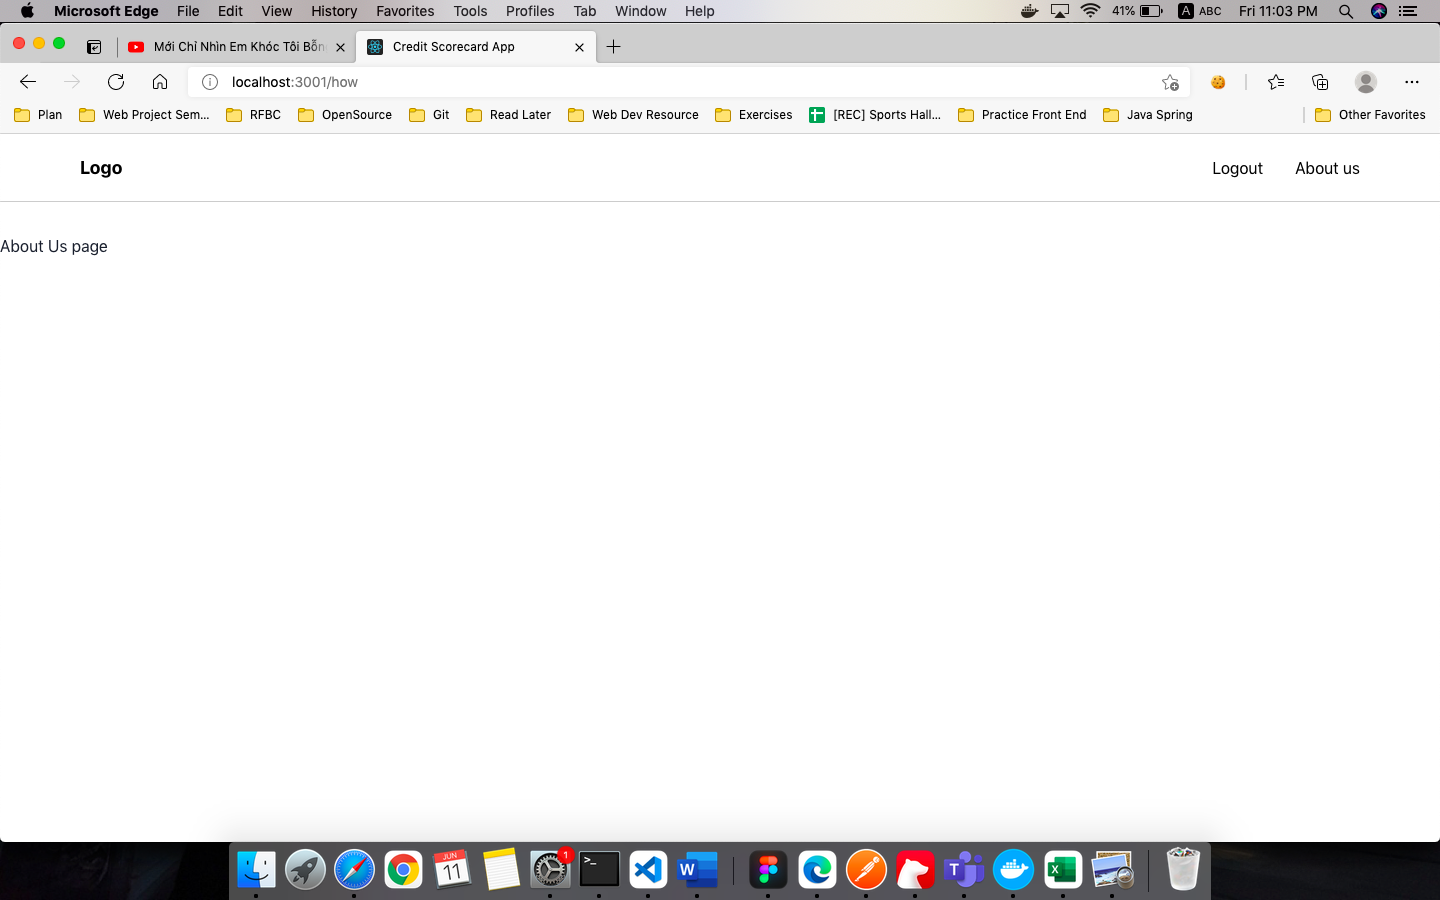 Microsoft Edge File Edit View History Favorites Tools Profiles Tab Window Help 41% A ABC Fri 11:03 PM
Mới Chỉ Nhìn Em Khóc Tôi Bỗn Credit Scorecard App
localhost:3001/how
Plan Web Project Sem... RFBC OpenSource Git Read Later Web Dev Resource Exercises [REC] Sports Hall... Practice Front End Java Spring Other Favorites
Logo Logout About us
About Us page
JUN 11 1 >_ W T X